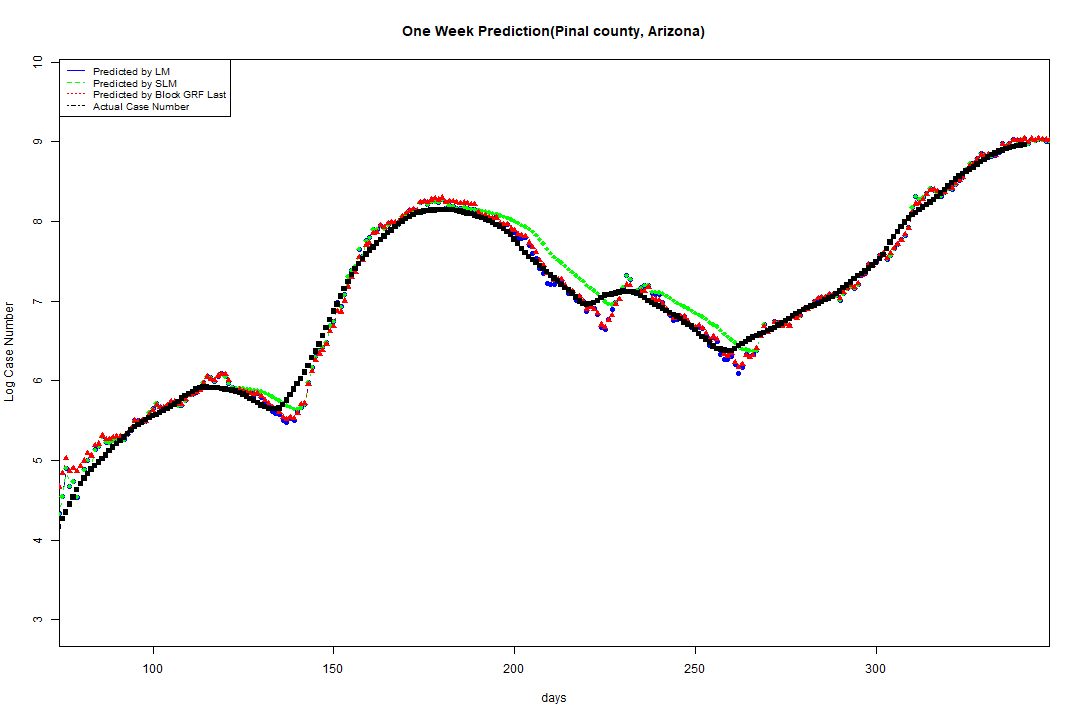 One Week Prediction(Pinal county, Arizona)
Predicted by LM
Predicted by SLM
Predicted by Block GRF Last
Actual Case Number
10
9
8
7
6
5
4
3
Log Case Number
100 150 200 250 300
days